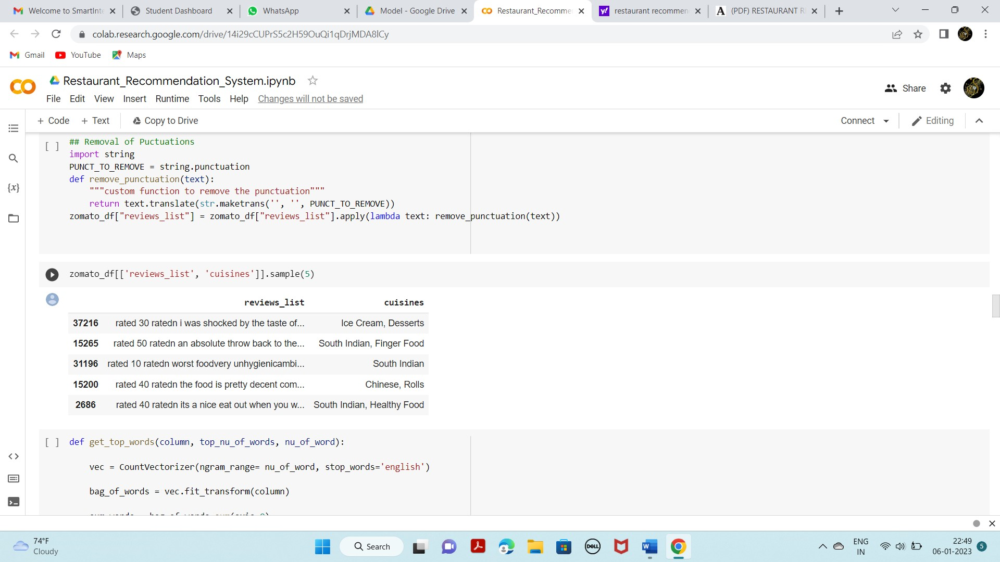 Welcome to SmartInte
Student Dashboard
WhatsApp
Model - Google Drive
Restaurant_Recomme
restaurant recommen
(PDF) RESTAURANT R
colab.research.google.com/drive/14i29cCUPrS5c2H59OuQi1qDrjMDA8lCy
Gmail
YouTube
Maps
Restaurant_Recommendation_System.ipynb
File Edit View Insert Runtime Tools Help Changes will not be saved
Share
+ Code + Text Copy to Drive
Connect
Editing
[ ] ## Removal of Puctuations
import string
PUNCT_TO_REMOVE = string.punctuation
def remove_punctuation(text):
"""custom function to remove the punctuation"""
return text.translate(str.maketrans('', '', PUNCT_TO_REMOVE))
zomato_df["reviews_list"] = zomato_df["reviews_list"].apply(lambda text: remove_punctuation(text))
zomato_df[['reviews_list', 'cuisines']].sample(5)
reviews_list cuisines
37216 rated 30 ratedn i was shocked by the taste of... Ice Cream, Desserts
15265 rated 50 ratedn an absolute throw back to the... South Indian, Finger Food
31196 rated 10 ratedn worst foodvery unhygienicambi... South Indian
15200 rated 40 ratedn the food is pretty decent com... Chinese, Rolls
2686 rated 40 ratedn its a nice eat out when you w... South Indian, Healthy Food
[ ] def get_top_words(column, top_nu_of_words, nu_of_word):
vec = CountVectorizer(ngram_range= nu_of_word, stop_words='english')
bag_of_words = vec.fit_transform(column)
74°F
Cloudy
Search
DELL
ENG
IN
22:49
06-01-2023
5